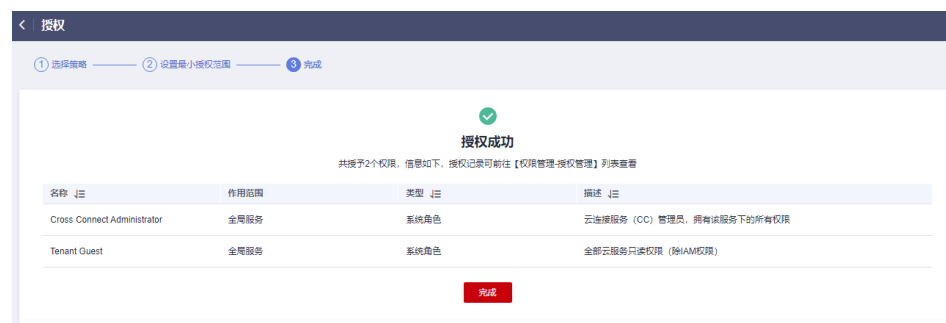 授权
1 选择策略 2 设置最小授权范围 3 完成
授权成功
共授予2个权限，信息如下，授权记录可前往【权限管理-授权管理】列表查看
名称 作用范围 类型 描述
Cross Connect Administrator 全局服务 系统角色 云连接服务（CC）管理员，拥有该服务下的所有权限
Tenant Guest 全局服务 系统角色 全部云服务只读权限（除IAM权限）
完成